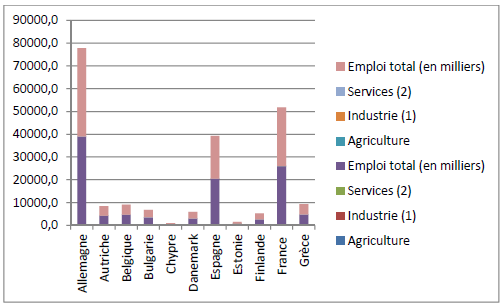 90000,0
80000,0
70000,0
60000,0
50000,0
40000,0
30000,0
20000,0
10000,0
0,0
Allemagne
Autriche
Belgique
Bulgarie
Chypre
Danemark
Espagne
Estonie
Finlande
France
Grèce
Emploi total (en milliers)
Services (2)
Industrie (1)
Agriculture
Emploi total (en milliers)
Services (2)
Industrie (1)
Agriculture